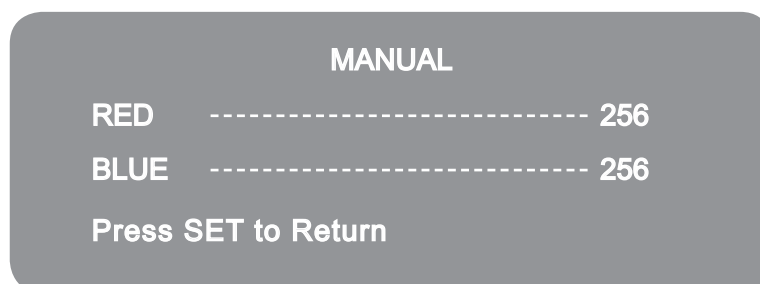 MANUAL
RED ----------------------------- 256
BLUE ----------------------------- 256
Press SET to Return